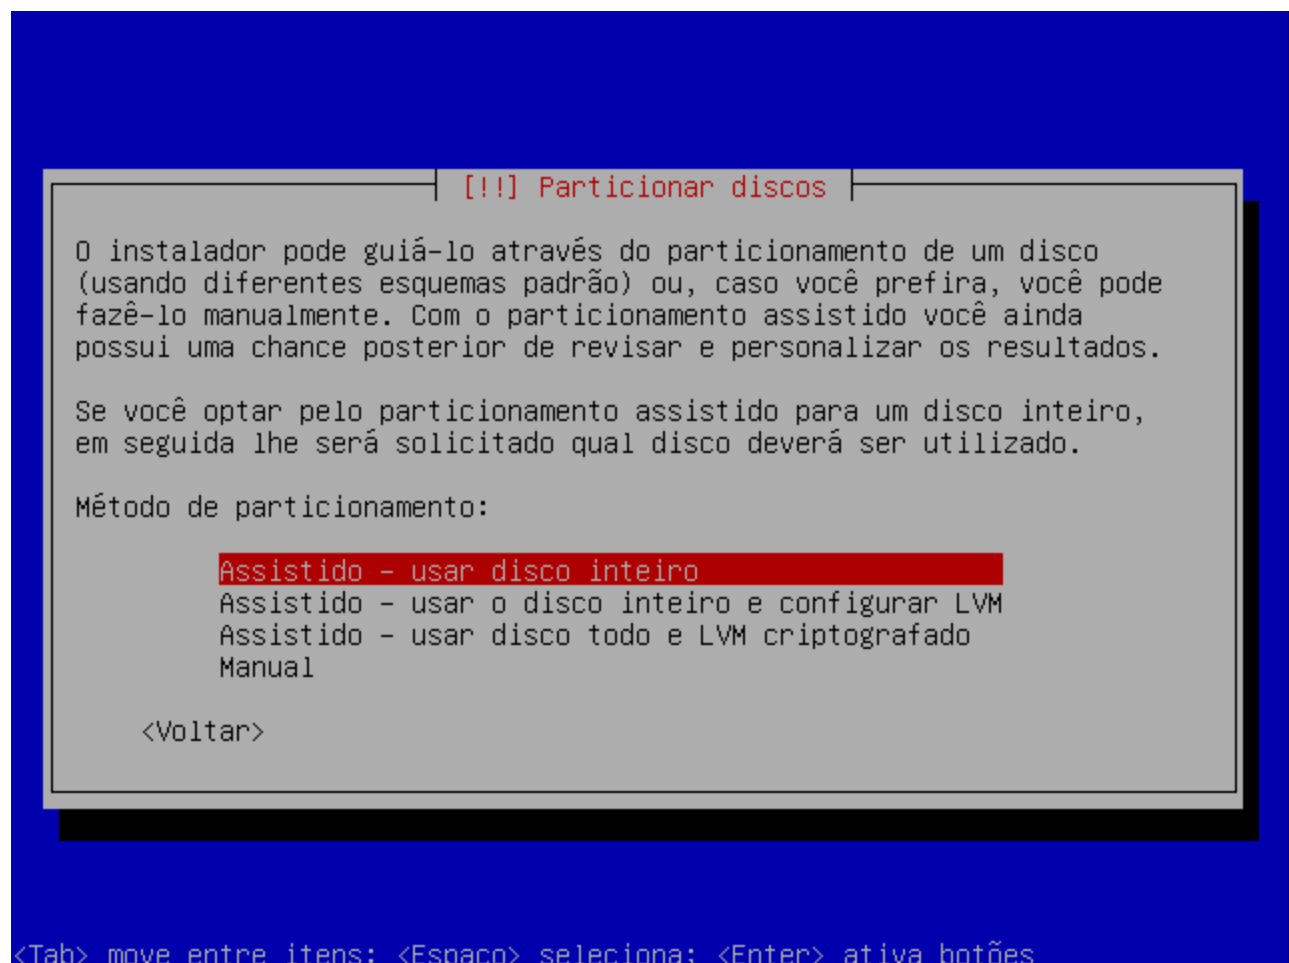 [!!] Particionar discos
O instalador pode guiá-lo através do particionamento de um disco
(usando diferentes esquemas padrão) ou, caso você prefira, você pode
fazê-lo manualmente. Com o particionamento assistido você ainda
possui uma chance posterior de revisar e personalizar os resultados.
Se você optar pelo particionamento assistido para um disco inteiro,
em seguida lhe será solicitado qual disco deverá ser utilizado.
Método de particionamento:
Assistido - usar disco inteiro
Assistido - usar o disco inteiro e configurar LVM
Assistido - usar disco todo e LVM criptografado
Manual
<Voltar>
<Tab> move entre itens; <Espaço> seleciona; <Enter> ativa botões